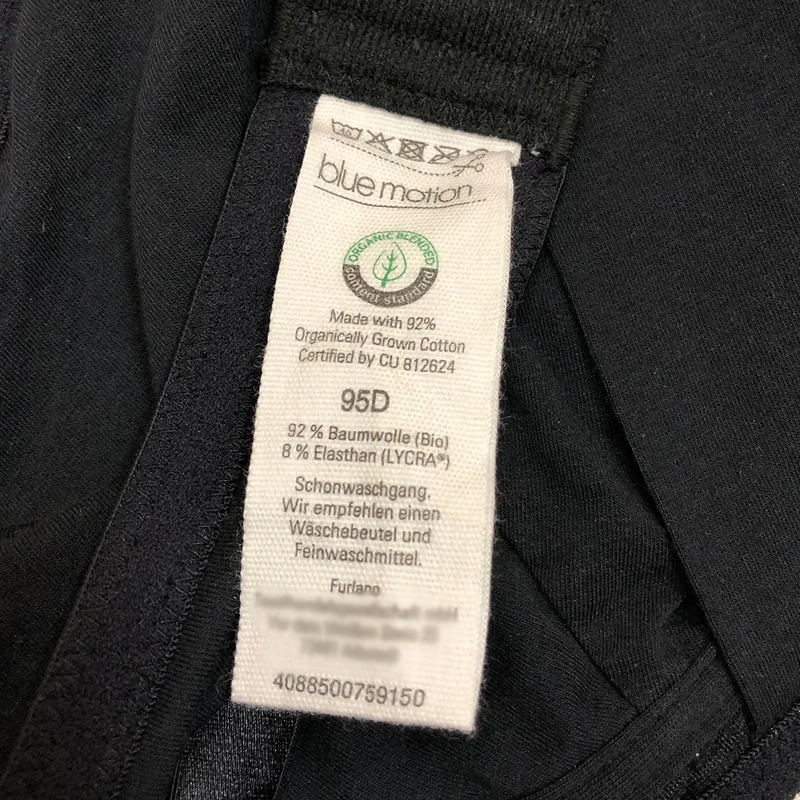 40
blue motion
ORGANIC BLENDED
content standard
Made with 92%
Organically Grown Cotton
Certified by CU 812624
95D
92 % Baumwolle (Bio)
8 % Elasthan (LYCRA®)
Schonwaschgang.
Wir empfehlen einen
Wäschebeutel und
Feinwaschmittel.
Furlano
4088500759150